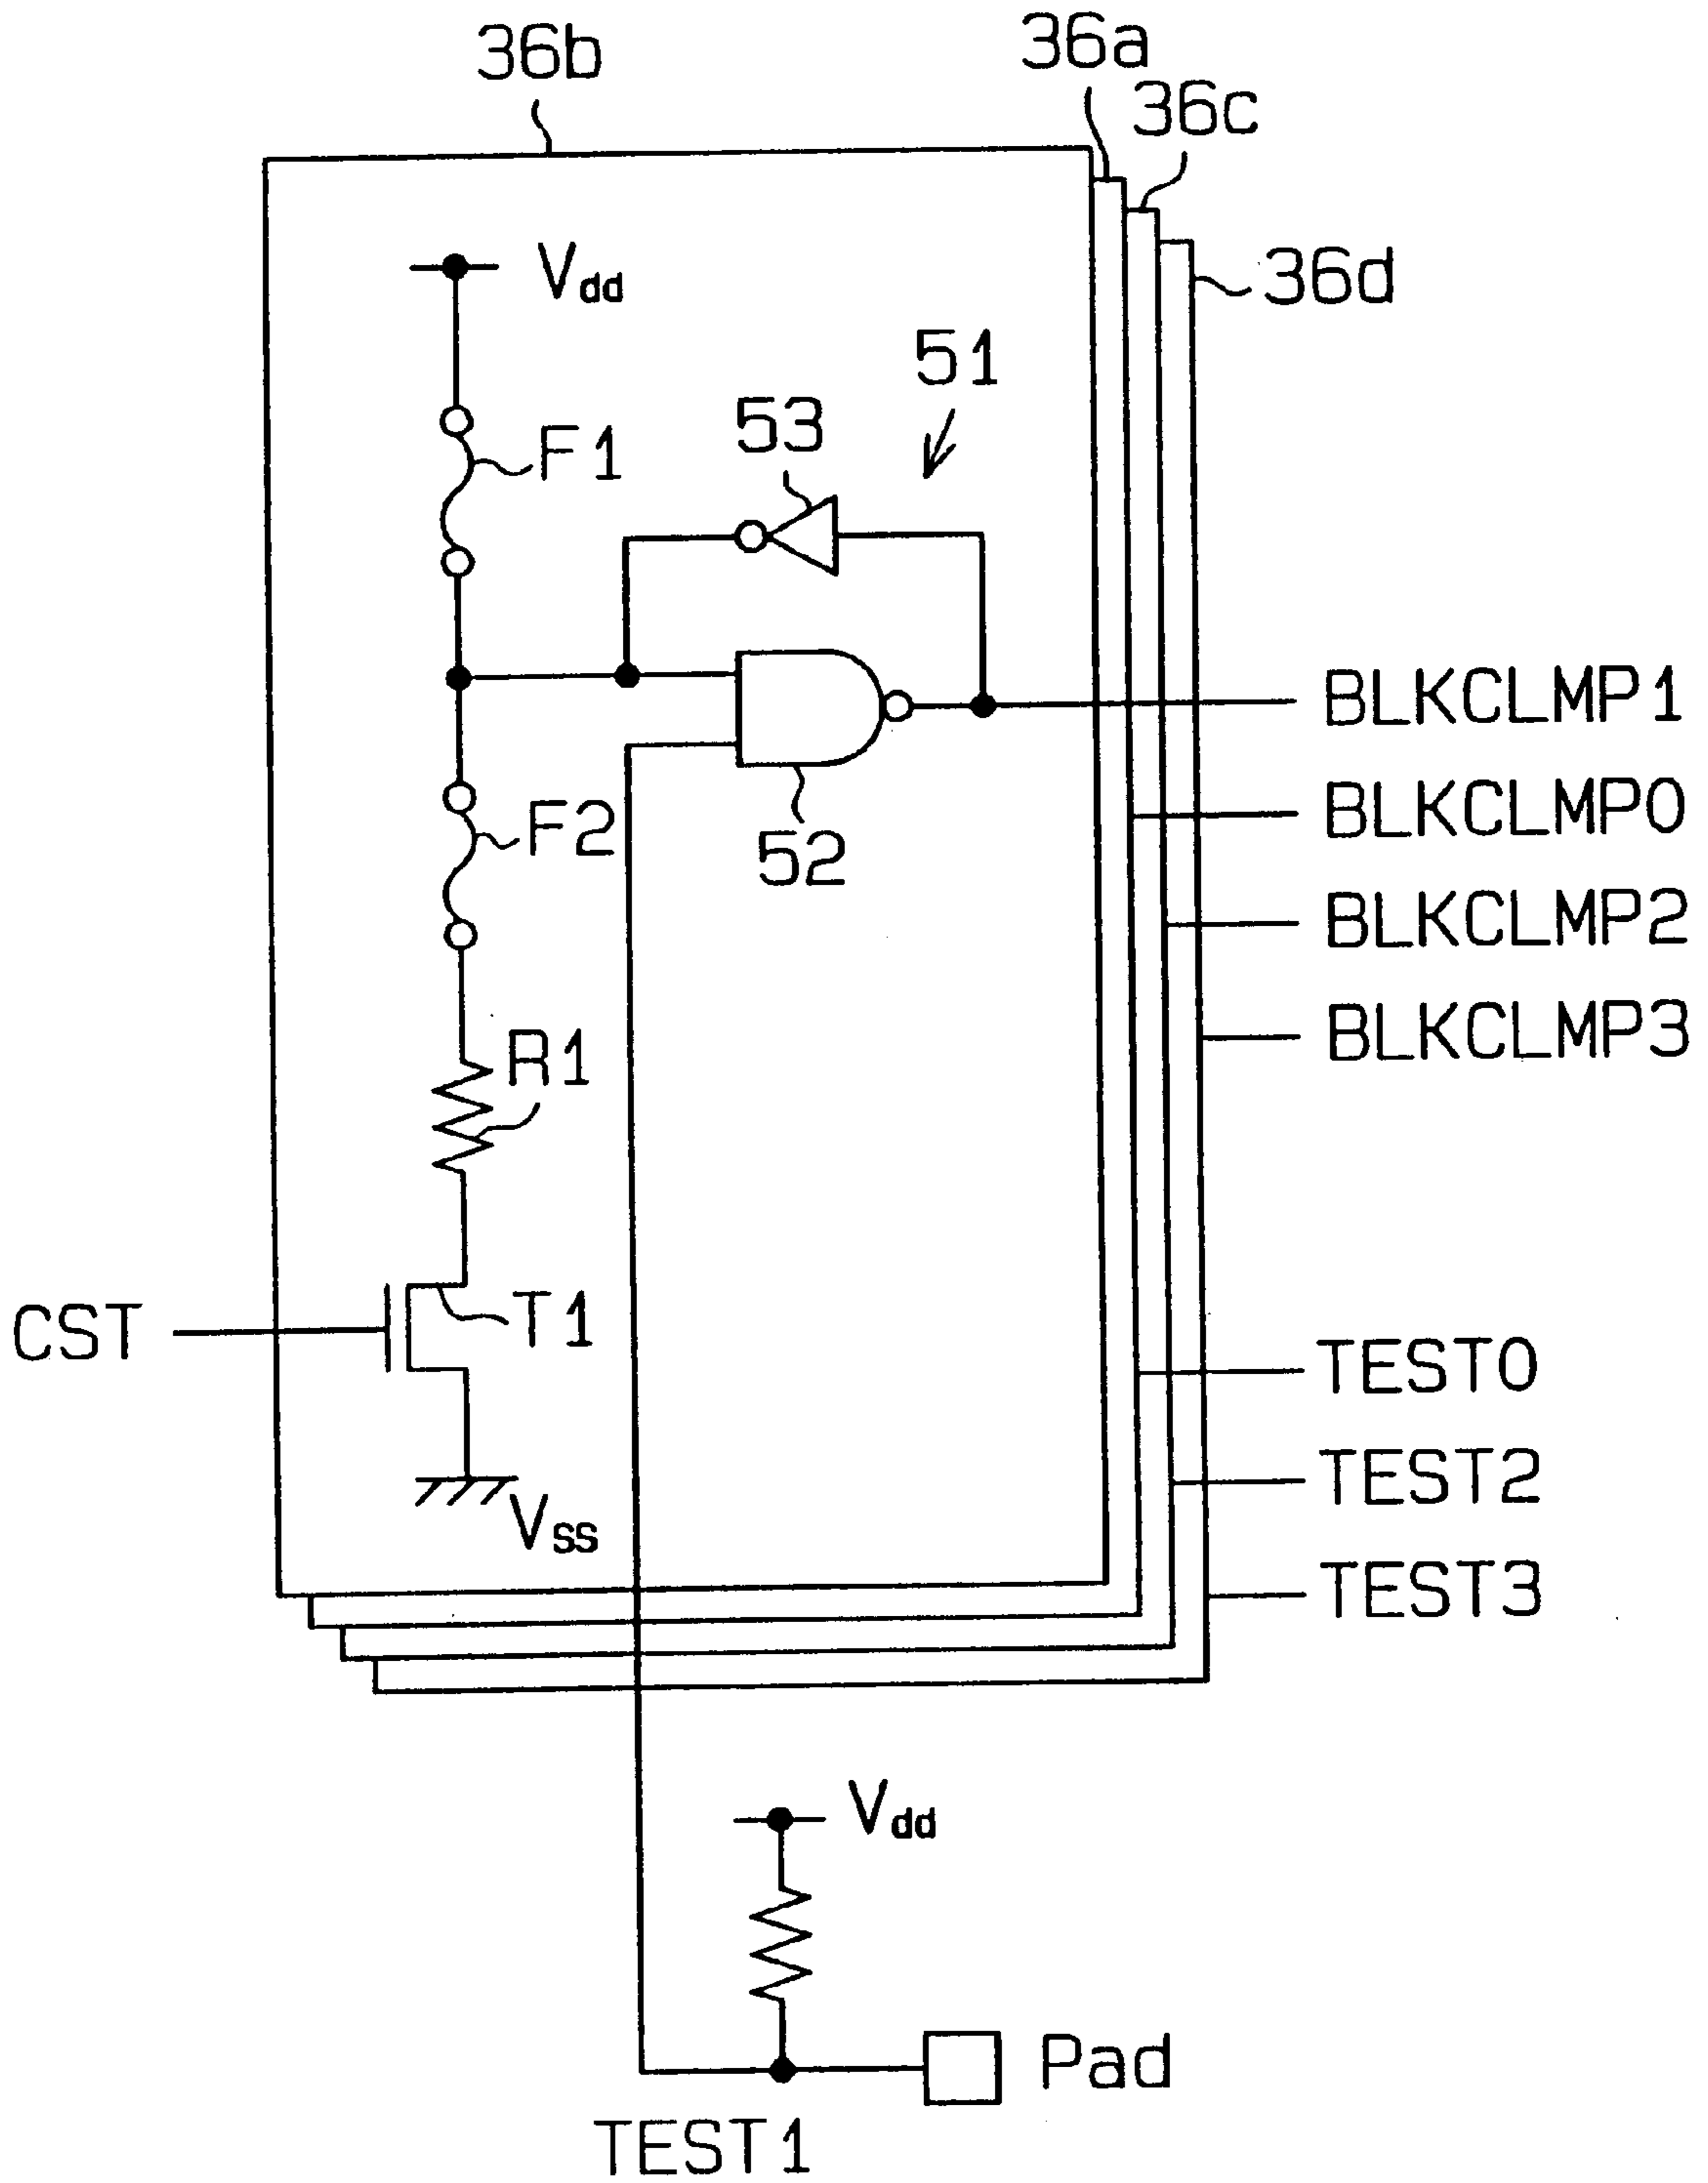 36b
36a
36c
36d
Vdd
51
53
F1
BLKCLMP1
BLKCLMP0
F2
52
BLKCLMP2
BLKCLMP3
R1
CST
T1
TEST0
TEST2
Vss
TEST3
Vdd
Pad
TEST1